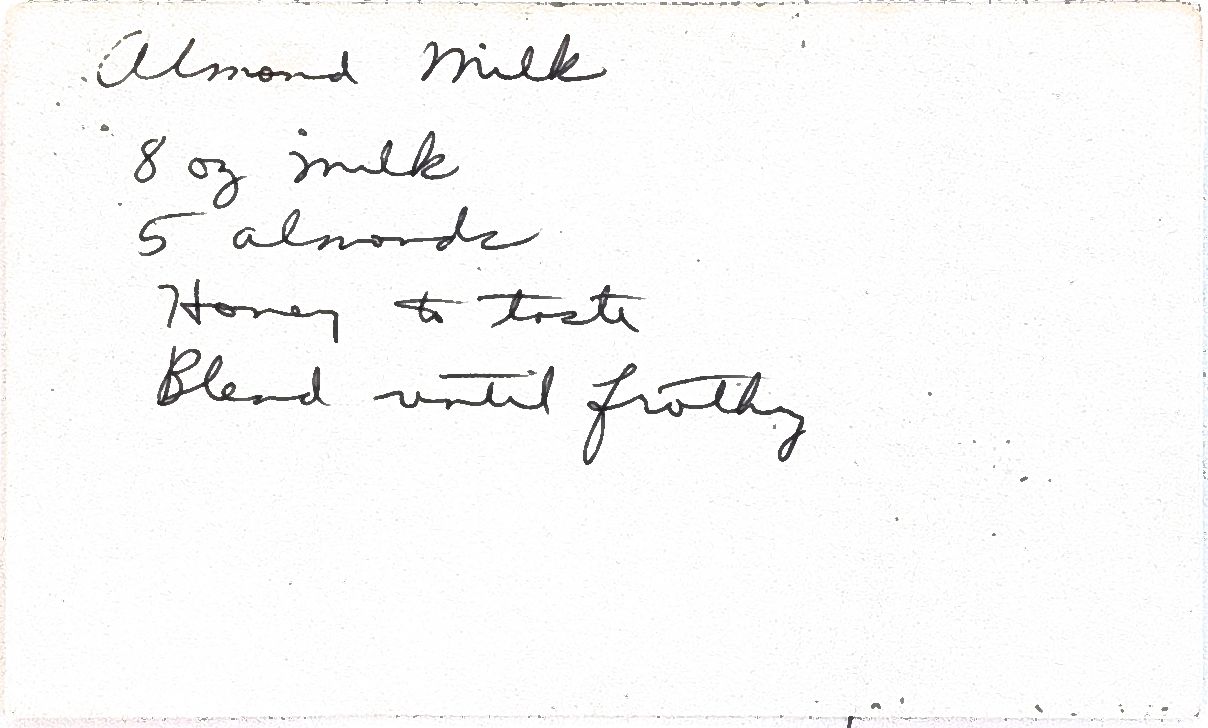 Almond Milk
8 oz milk
5 almonds
Honey to taste
Blend until frothy